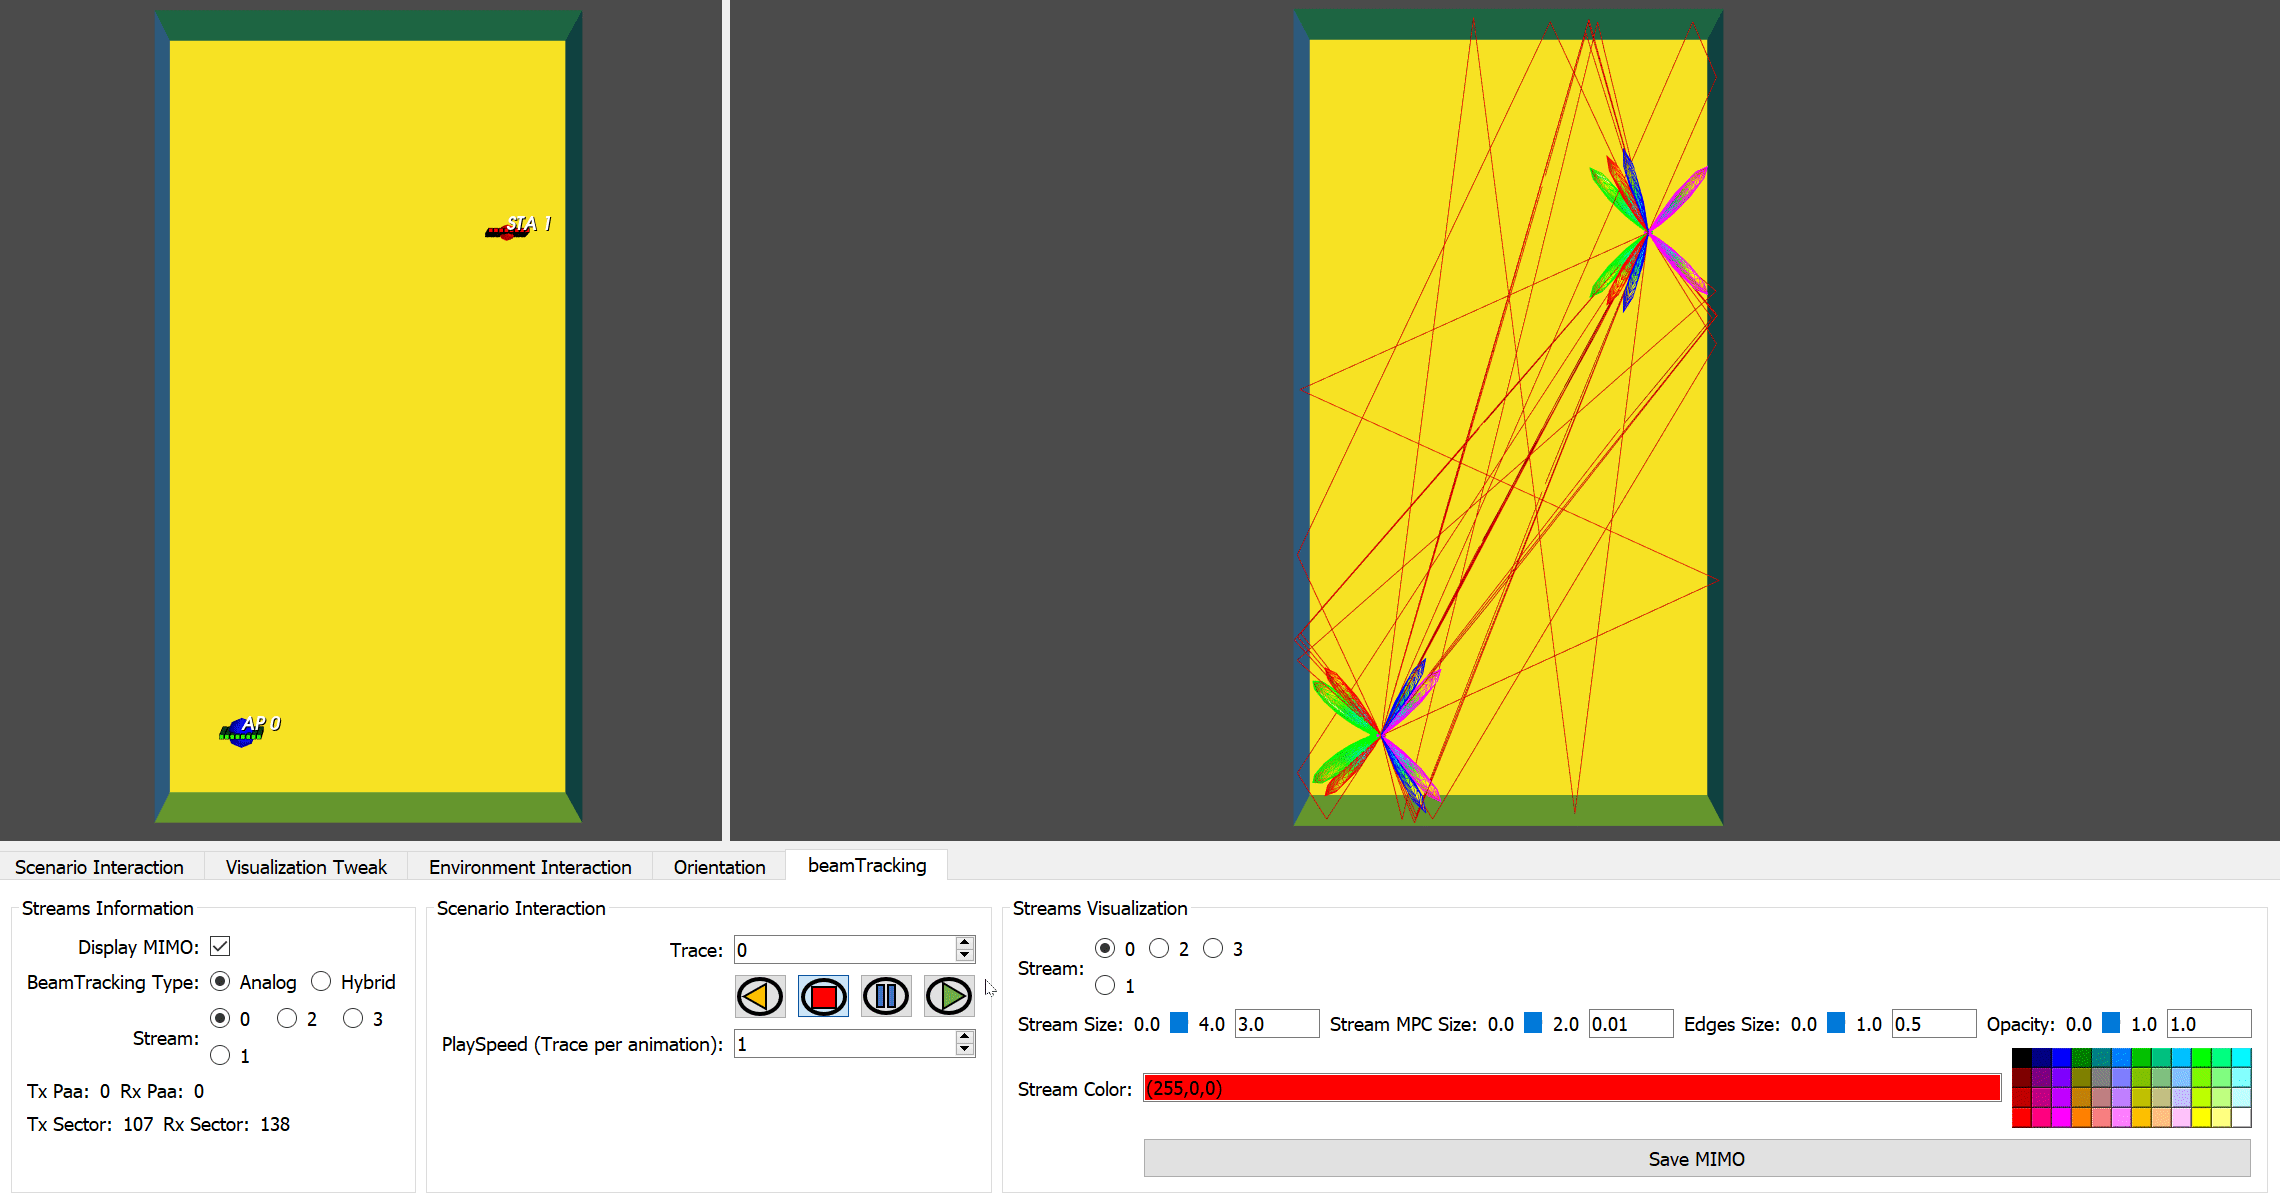 STA 1
AP 0
Scenario Interaction
Visualization Tweak
Environment Interaction
Orientation
beamTracking
Streams Information
Display MIMO:
BeamTracking Type: Analog Hybrid
Stream: 0 2 3
1
Tx Paa: 0 Rx Paa: 0
Tx Sector: 107 Rx Sector: 138
Scenario Interaction
Trace: 0
PlaySpeed (Trace per animation): 1
Streams Visualization
Stream: 0 2 3
1
Stream Size: 0.0 4.0 3.0 Stream MPC Size: 0.0 2.0 0.01 Edges Size: 0.0 1.0 0.5 Opacity: 0.0 1.0 1.0
Stream Color: (255,0,0)
Save MIMO